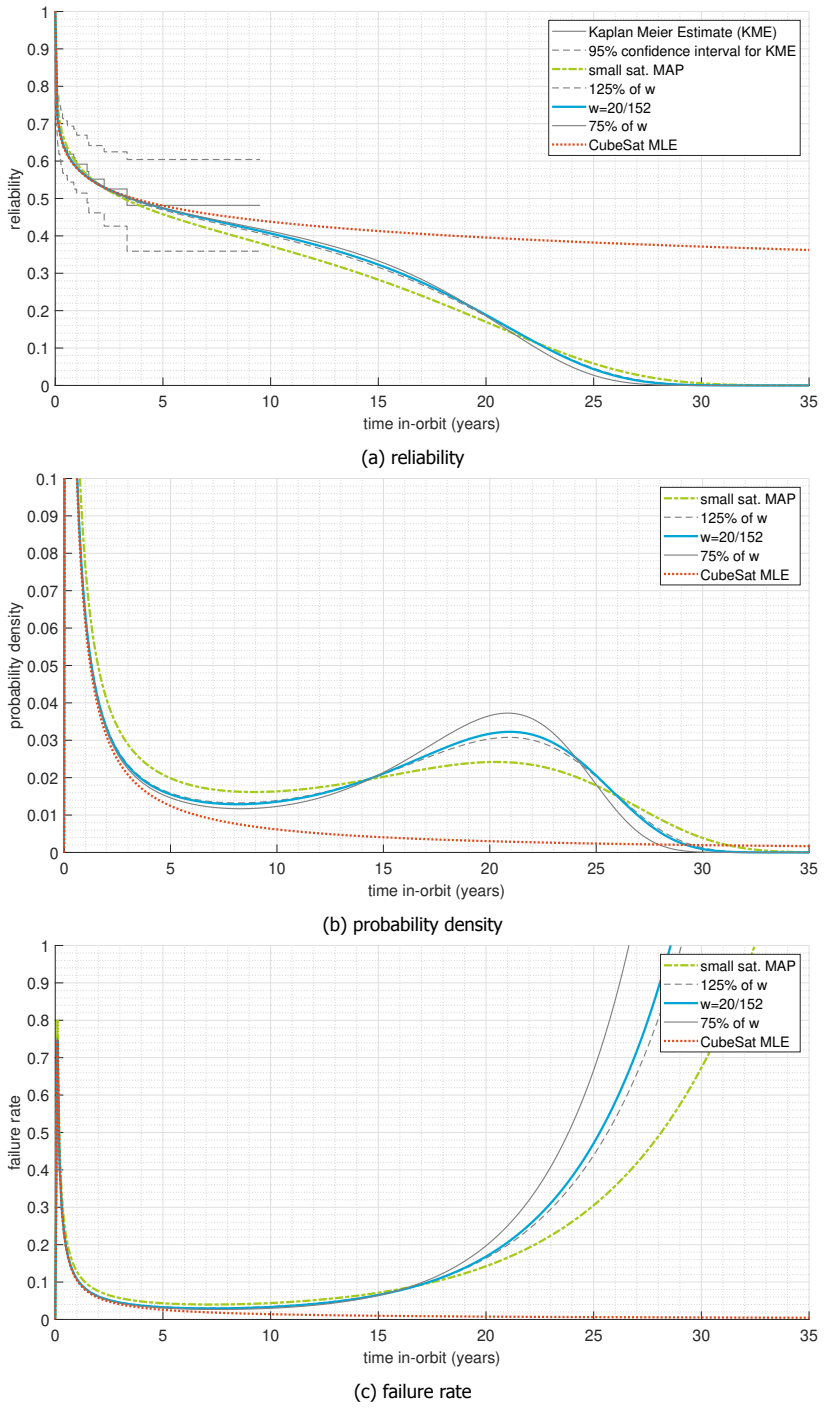 1
0.9
0.8
0.7
0.6
0.5
0.4
0.3
0.2
0.1
0
reliability
Kaplan Meier Estimate (KME)
95% confidence interval for KME
small sat. MAP
125% of w
w=20/152
75% of w
CubeSat MLE
0 5 10 15 20 25 30 35
time in-orbit (years)
(a) reliability
0.1
0.09
0.08
0.07
0.06
0.05
0.04
0.03
0.02
0.01
0
probability density
small sat. MAP
125% of w
w=20/152
75% of w
CubeSat MLE
0 5 10 15 20 25 30 35
time in-orbit (years)
(b) probability density
1
0.9
0.8
0.7
0.6
0.5
0.4
0.3
0.2
0.1
0
failure rate
small sat. MAP
125% of w
w=20/152
75% of w
CubeSat MLE
0 5 10 15 20 25 30 35
time in-orbit (years)
(c) failure rate